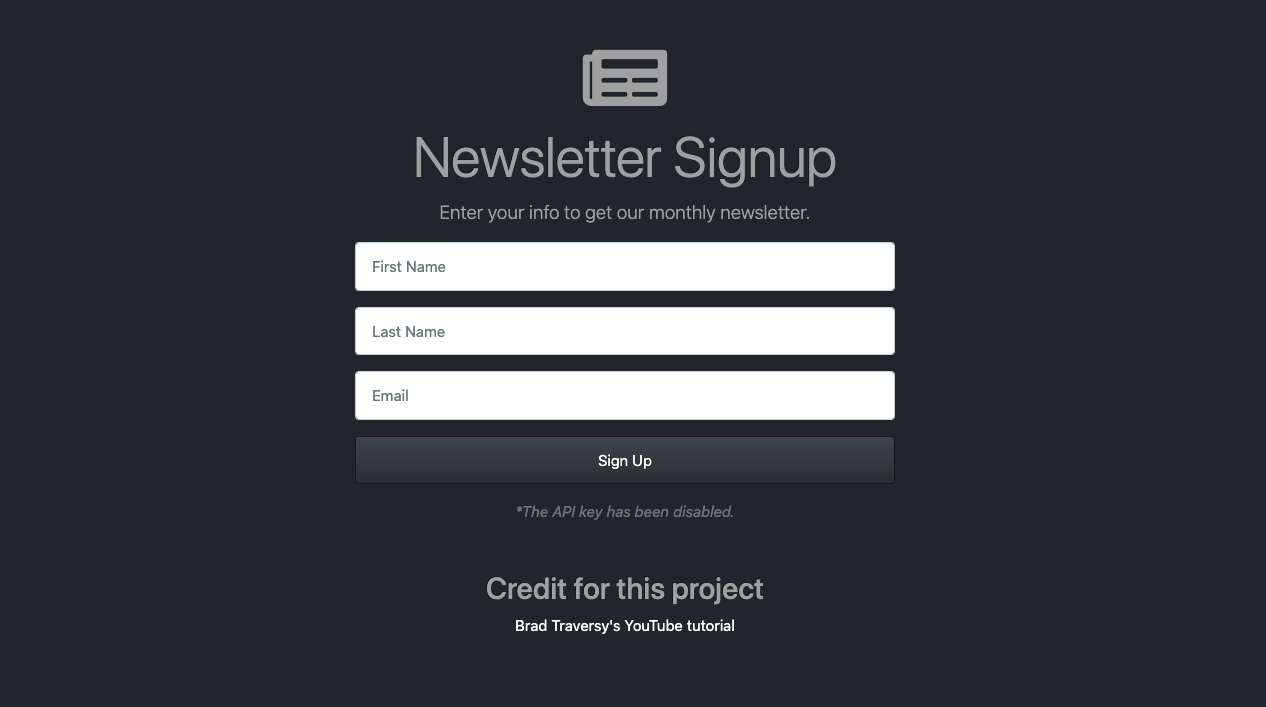 Newsletter Signup
Enter your info to get our monthly newsletter.
First Name
Last Name
Email
Sign Up
*The API key has been disabled.
Credit for this project
Brad Traversy's YouTube tutorial